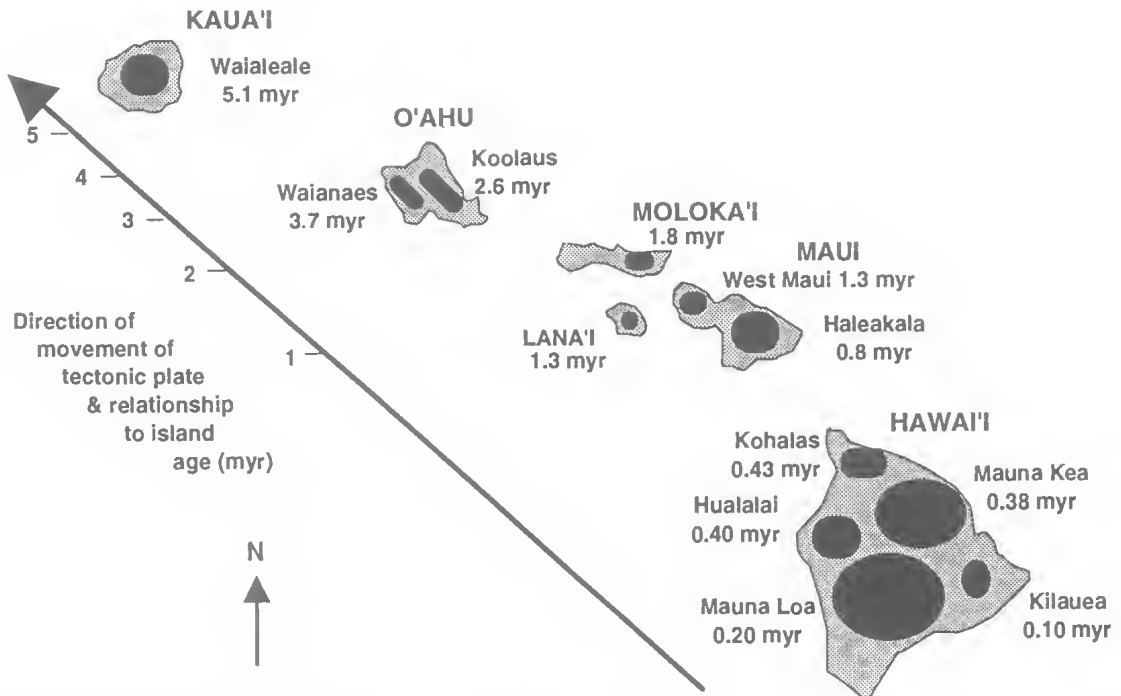 KAUA'I
Waialeale
5.1 myr
O'AHU
Koolaus
2.6 myr
Waianaes
3.7 myr
MOLOKA'I
1.8 myr
MAUI
West Maui 1.3 myr
Haleakala
0.8 myr
LANA'I
1.3 myr
5
4
3
2
1
Direction of
movement of
tectonic plate
& relationship
to island
age (myr)
N
HAWAI'I
Kohalas
0.43 myr
Mauna Kea
0.38 myr
Hualalai
0.40 myr
Mauna Loa
0.20 myr
Kilauea
0.10 myr